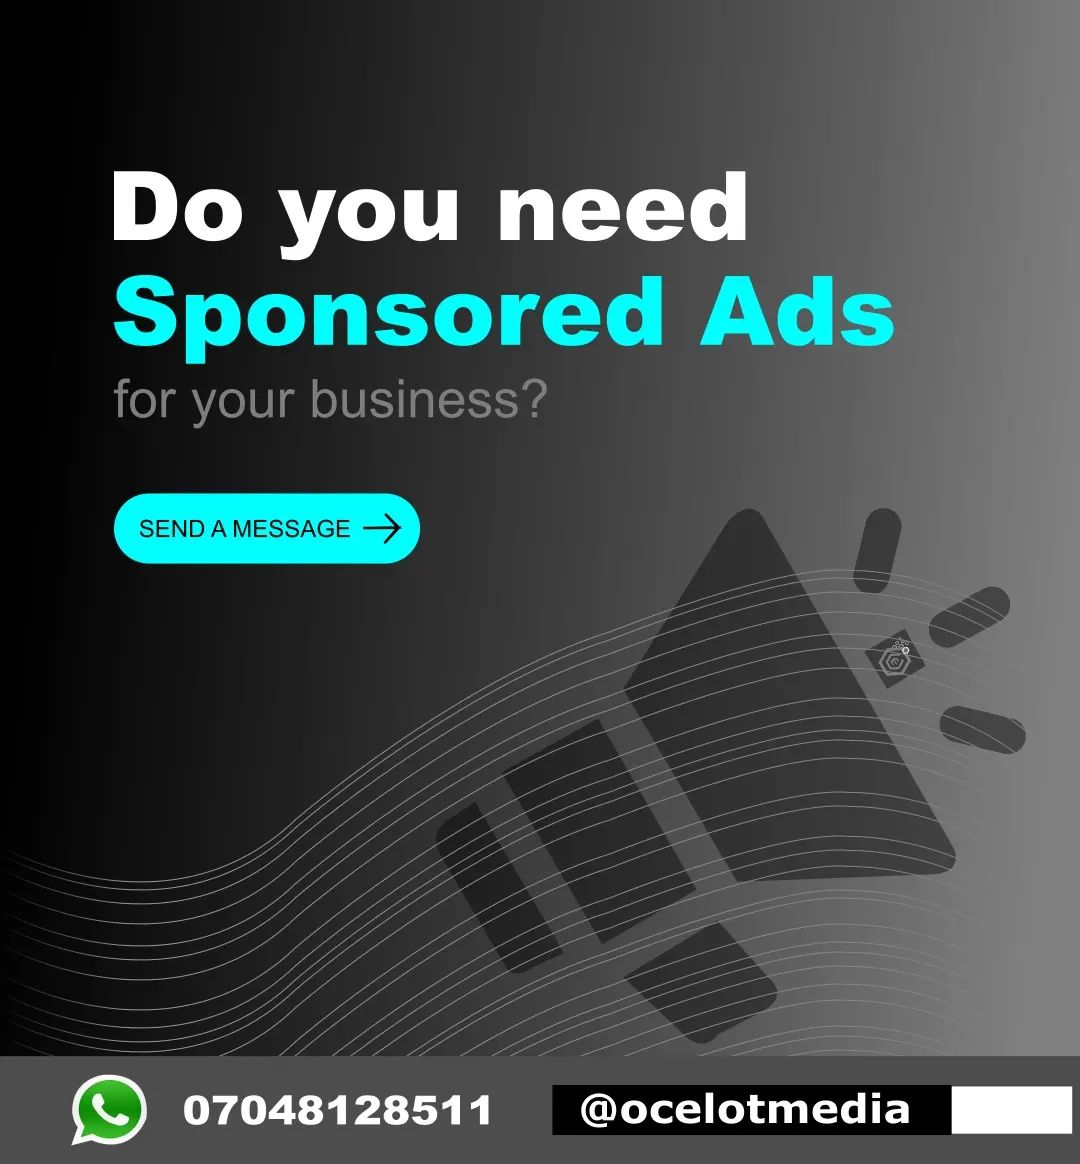 Do you need
Sponsored Ads
for your business?
SEND A MESSAGE
07048128511
@ocelotmedia